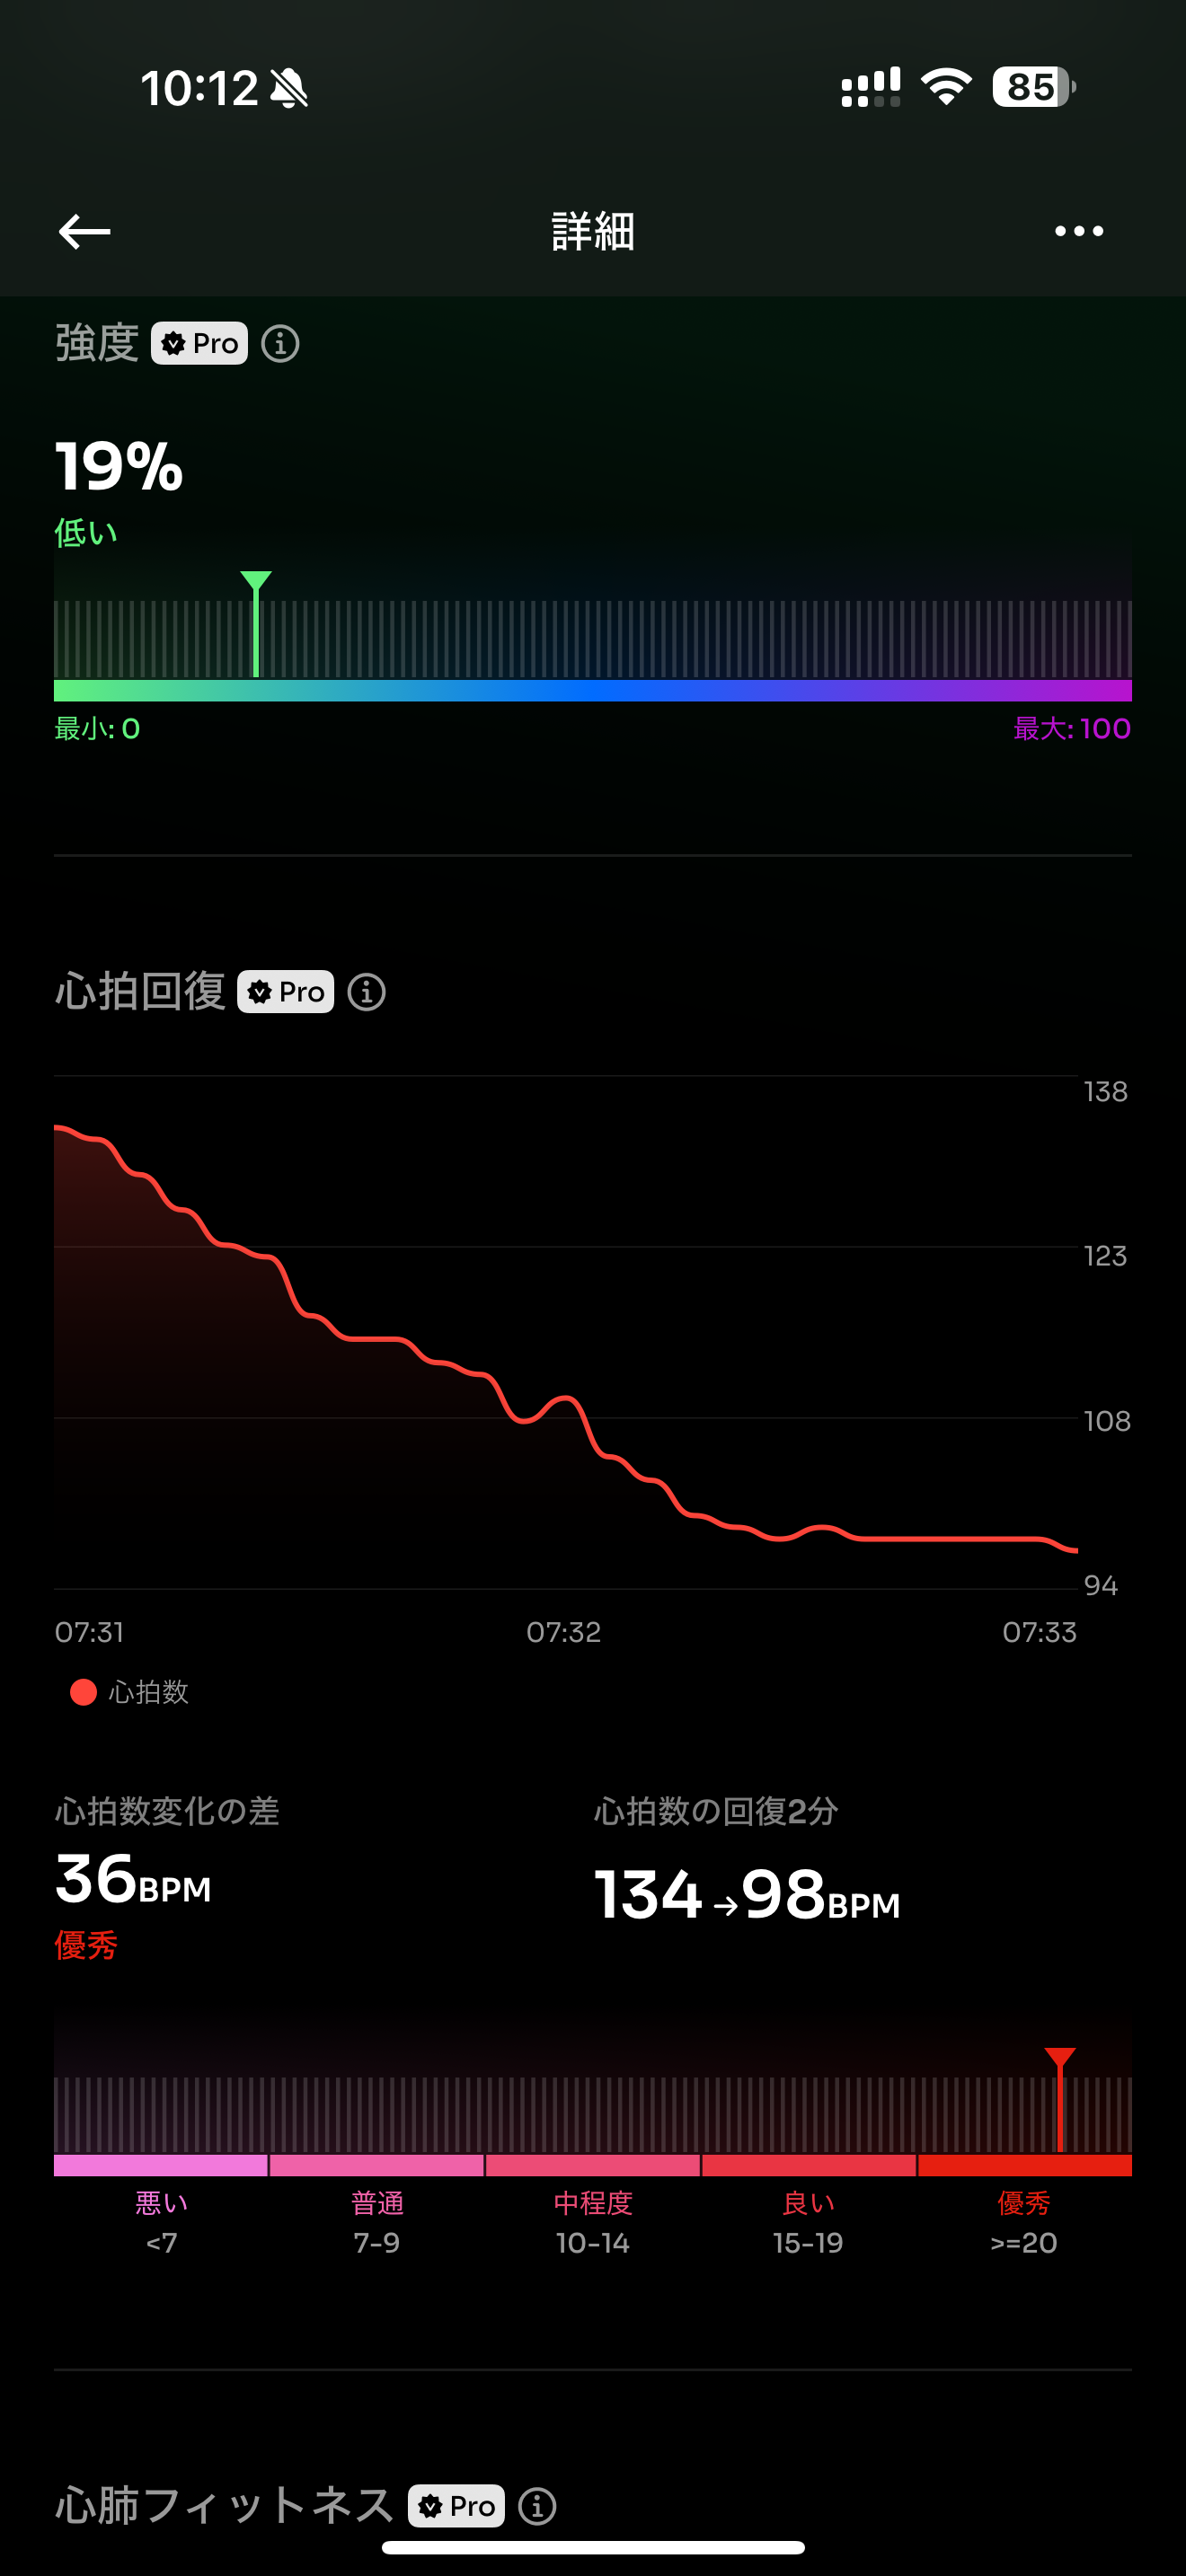 10:12
85
詳細
強度 Pro
19%
低い
最小: 0 最大: 100
心拍回復 Pro
138
123
108
94
07:31 07:32 07:33
心拍数
心拍数変化の差 心拍数の回復2分
36BPM 134→98BPM
優秀
悪い 普通 中程度 良い 優秀
<7 7-9 10-14 15-19 >=20
心肺フィットネス Pro